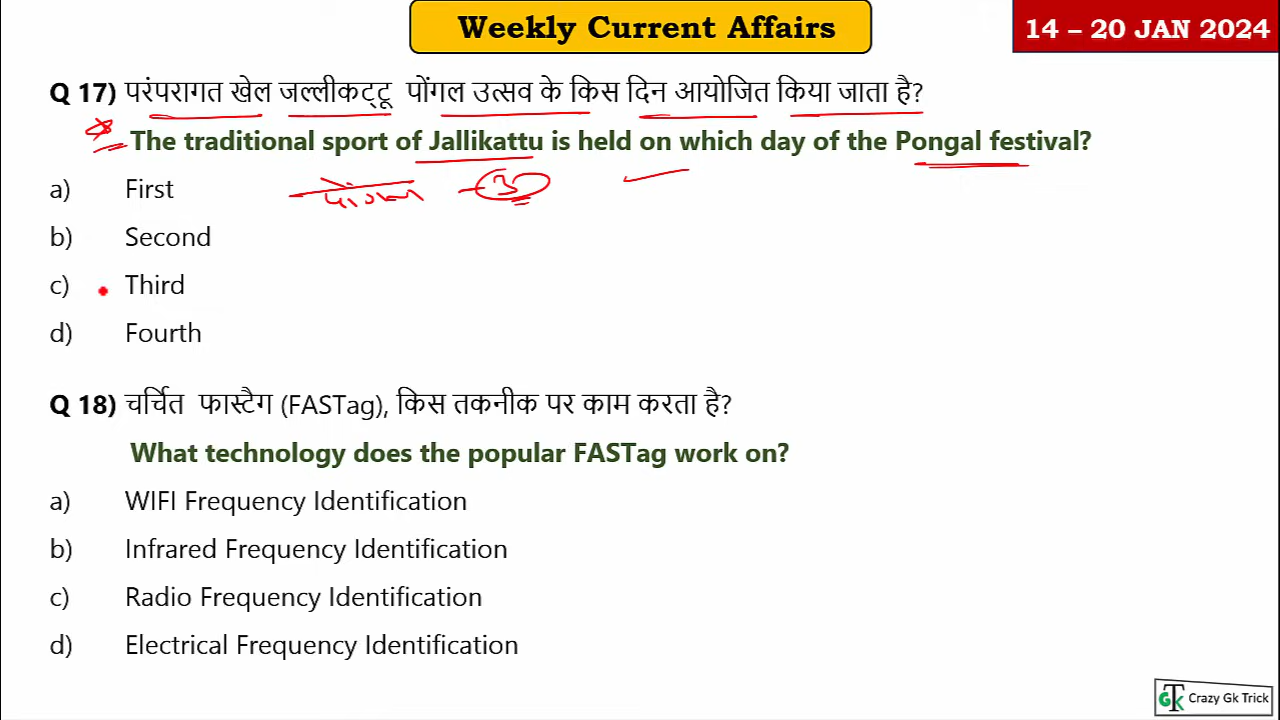 Weekly Current Affairs
14 – 20 JAN 2024
Q 17) परंपरागत खेल जल्लीकट्टू पोंगल उत्सव के किस दिन आयोजित किया जाता है?
The traditional sport of Jallikattu is held on which day of the Pongal festival?
a) First
पोंगल - 3
b) Second
c) Third
d) Fourth
Q 18) चर्चित फास्टैग (FASTag), किस तकनीक पर काम करता है?
What technology does the popular FASTag work on?
a) WIFI Frequency Identification
b) Infrared Frequency Identification
c) Radio Frequency Identification
d) Electrical Frequency Identification
GTK Crazy Gk Trick